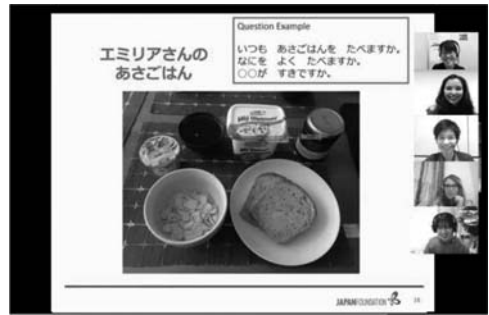 エミリアさんの
あさごはん
Question Example
いつも　あさごはんを　たべますか。
なにを　よく　たべますか。
○○が　すきですか。
JAPANFOUNDATION